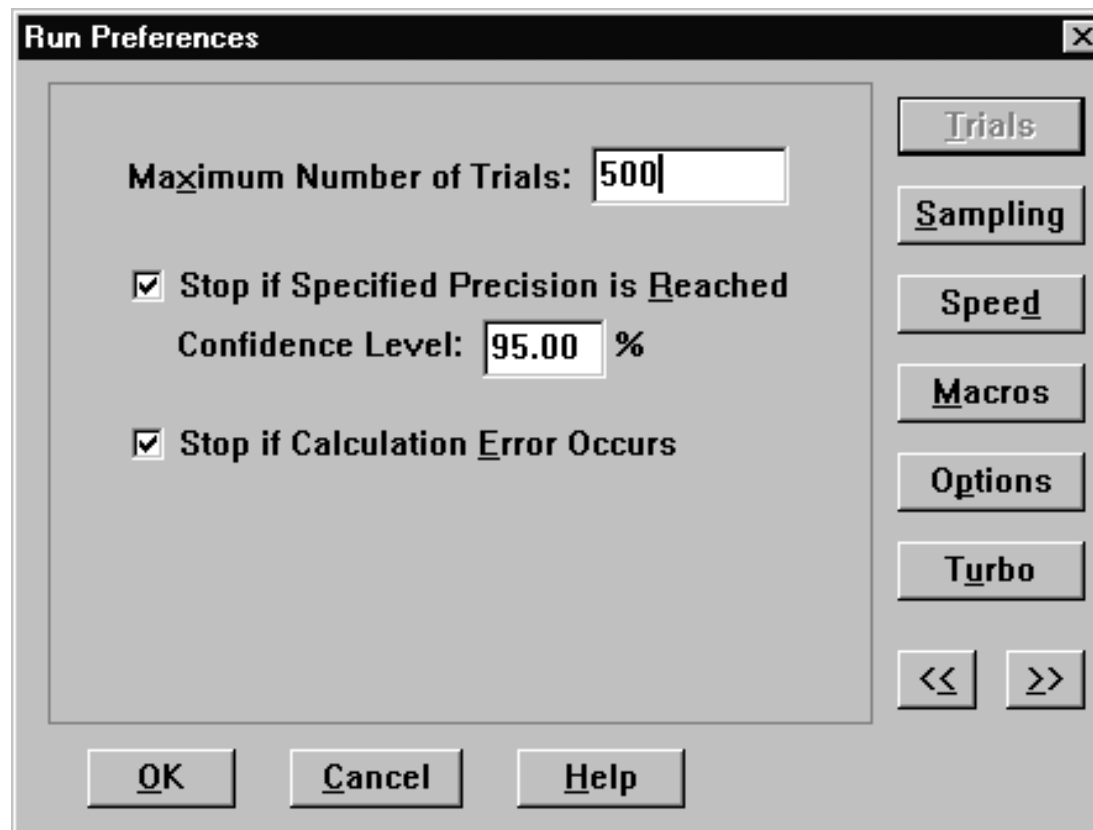 Run Preferences
Trials
Maximum Number of Trials: 500
Sampling
Stop if Specified Precision is Reached
Speed
Confidence Level: 95.00 %
Macros
Stop if Calculation Error Occurs
Options
Turbo
<< >>
OK Cancel Help